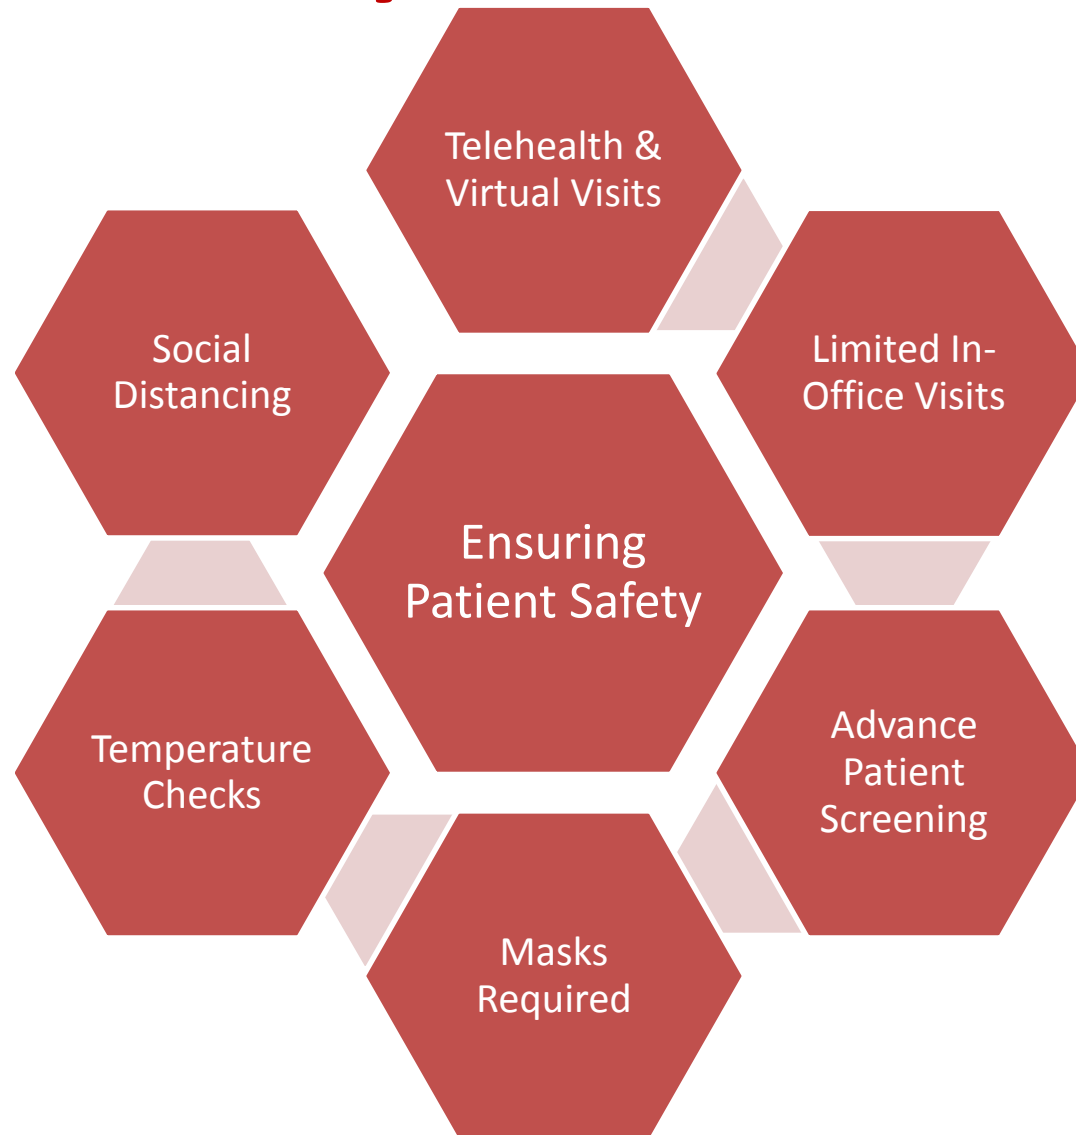 Telehealth &
Virtual Visits
Limited In-
Office Visits
Advance
Patient
Screening
Masks
Required
Temperature
Checks
Social
Distancing
Ensuring
Patient Safety